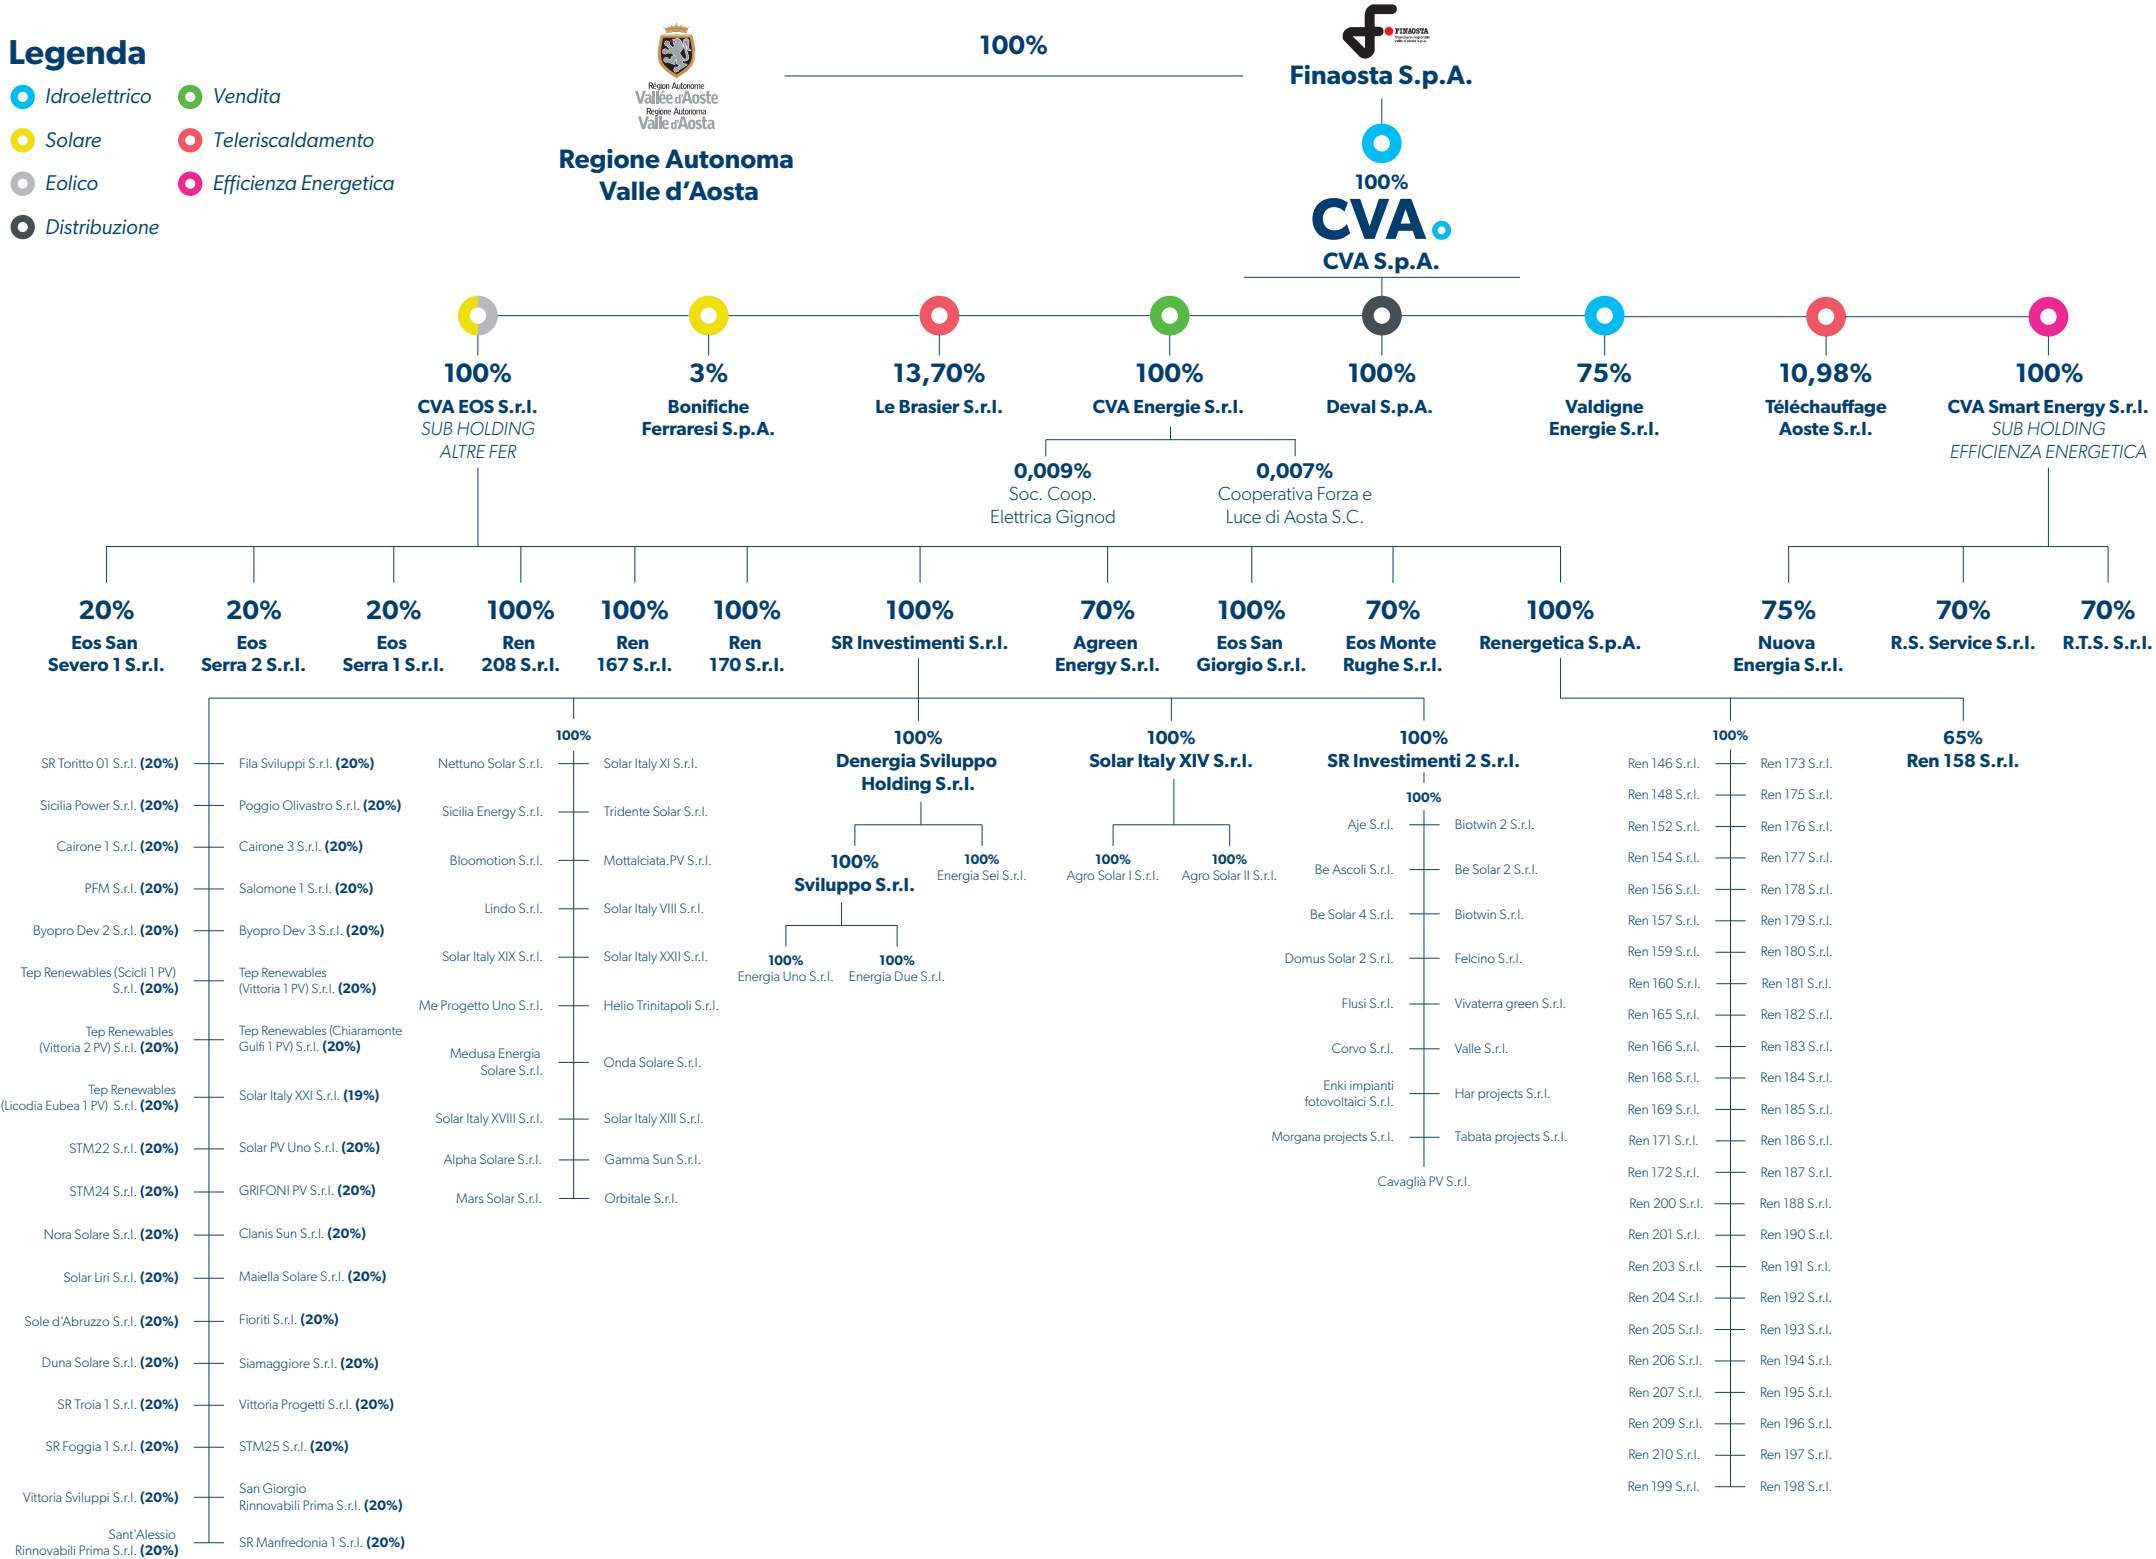 Legenda
Idroelettrico
Vendita
Solare
Teleriscaldamento
Eolico
Efficienza Energetica
Distribuzione
Région Autonome
Vallée d'Aoste
Regione Autonoma
Valle d'Aosta
Regione Autonoma
Valle d'Aosta
100%
FINAOSTA
Finaosta S.p.A.
100%
CVA
CVA S.p.A.
100%
CVA EOS S.r.l.
SUB HOLDING
ALTRE FER
3%
Bonifiche
Ferraresi S.p.A.
13,70%
Le Brasier S.r.l.
100%
CVA Energie S.r.l.
0,009%
Soc. Coop.
Elettrica Gignod
0,007%
Cooperativa Forza e
Luce di Aosta S.C.
100%
Deval S.p.A.
75%
Valdigne
Energie S.r.l.
10,98%
Téléchauffage
Aoste S.r.l.
100%
CVA Smart Energy S.r.l.
SUB HOLDING
EFFICIENZA ENERGETICA
20%
Eos San
Severo 1 S.r.l.
20%
Eos
Serra 2 S.r.l.
20%
Eos
Serra 1 S.r.l.
100%
Ren
208 S.r.l.
100%
Ren
167 S.r.l.
100%
Ren
170 S.r.l.
100%
SR Investimenti S.r.l.
70%
Agreen
Energy S.r.l.
100%
Eos San
Giorgio S.r.l.
70%
Eos Monte
Rughe S.r.l.
100%
Renergetica S.p.A.
75%
Nuova
Energia S.r.l.
70%
R.S. Service S.r.l.
70%
R.T.S. S.r.l.
SR Toritto 01 S.r.l. (20%)
Fila Sviluppi S.r.l. (20%)
Sicilia Power S.r.l. (20%)
Poggio Olivastro S.r.l. (20%)
Cairone 1 S.r.l. (20%)
Cairone 3 S.r.l. (20%)
PFM S.r.l. (20%)
Salomone 1 S.r.l. (20%)
Byopro Dev 2 S.r.l. (20%)
Byopro Dev 3 S.r.l. (20%)
Tep Renewables (Scicli 1 PV)
S.r.l. (20%)
Tep Renewables
(Vittoria 1 PV) S.r.l. (20%)
Tep Renewables
(Vittoria 2 PV) S.r.l. (20%)
Tep Renewables (Chiaramonte
Gulfi 1 PV) S.r.l. (20%)
Tep Renewables
(Licodia Eubea 1 PV) S.r.l. (20%)
Solar Italy XXI S.r.l. (19%)
STM22 S.r.l. (20%)
Solar PV Uno S.r.l. (20%)
STM24 S.r.l. (20%)
GRIFONI PV S.r.l. (20%)
Nora Solare S.r.l. (20%)
Clanis Sun S.r.l. (20%)
Solar Liri S.r.l. (20%)
Maiella Solare S.r.l. (20%)
Sole d'Abruzzo S.r.l. (20%)
Fioriti S.r.l. (20%)
Duna Solare S.r.l. (20%)
Siamaggiore S.r.l. (20%)
SR Troia 1 S.r.l. (20%)
Vittoria Progetti S.r.l. (20%)
SR Foggia 1 S.r.l. (20%)
STM25 S.r.l. (20%)
Vittoria Sviluppi S.r.l. (20%)
San Giorgio
Rinnovabili Prima S.r.l. (20%)
Sant'Alessio
Rinnovabili Prima S.r.l. (20%)
SR Manfredonia 1 S.r.l. (20%)
100%
Nettuno Solar S.r.l.
Solar Italy XI S.r.l.
Sicilia Energy S.r.l.
Tridente Solar S.r.l.
Bloomotion S.r.l.
Mottalciata.PV S.r.l.
Lindo S.r.l.
Solar Italy VIII S.r.l.
Solar Italy XIX S.r.l.
Solar Italy XXII S.r.l.
Me Progetto Uno S.r.l.
Helio Trinitapoli S.r.l.
Medusa Energia
Solare S.r.l.
Onda Solare S.r.l.
Solar Italy XVIII S.r.l.
Solar Italy XIII S.r.l.
Alpha Solare S.r.l.
Gamma Sun S.r.l.
Mars Solar S.r.l.
Orbitale S.r.l.
100%
Denergia Sviluppo
Holding S.r.l.
100%
Sviluppo S.r.l.
100%
Energia Sei S.r.l.
100%
Energia Uno S.r.l.
100%
Energia Due S.r.l.
100%
Solar Italy XIV S.r.l.
100%
Agro Solar I S.r.l.
100%
Agro Solar II S.r.l.
100%
SR Investimenti 2 S.r.l.
100%
Aje S.r.l.
Biotwin 2 S.r.l.
Be Ascoli S.r.l.
Be Solar 2 S.r.l.
Be Solar 4 S.r.l.
Biotwin S.r.l.
Domus Solar 2 S.r.l.
Felcino S.r.l.
Flusi S.r.l.
Vivaterra green S.r.l.
Corvo S.r.l.
Valle S.r.l.
Enki impianti
fotovoltaici S.r.l.
Har projects S.r.l.
Morgana projects S.r.l.
Tabata projects S.r.l.
Cavaglià PV S.r.l.
100%
Ren 146 S.r.l.
Ren 173 S.r.l.
Ren 148 S.r.l.
Ren 175 S.r.l.
Ren 152 S.r.l.
Ren 176 S.r.l.
Ren 154 S.r.l.
Ren 177 S.r.l.
Ren 156 S.r.l.
Ren 178 S.r.l.
Ren 157 S.r.l.
Ren 179 S.r.l.
Ren 159 S.r.l.
Ren 180 S.r.l.
Ren 160 S.r.l.
Ren 181 S.r.l.
Ren 165 S.r.l.
Ren 182 S.r.l.
Ren 166 S.r.l.
Ren 183 S.r.l.
Ren 168 S.r.l.
Ren 184 S.r.l.
Ren 169 S.r.l.
Ren 185 S.r.l.
Ren 171 S.r.l.
Ren 186 S.r.l.
Ren 172 S.r.l.
Ren 187 S.r.l.
Ren 200 S.r.l.
Ren 188 S.r.l.
Ren 201 S.r.l.
Ren 190 S.r.l.
Ren 203 S.r.l.
Ren 191 S.r.l.
Ren 204 S.r.l.
Ren 192 S.r.l.
Ren 205 S.r.l.
Ren 193 S.r.l.
Ren 206 S.r.l.
Ren 194 S.r.l.
Ren 207 S.r.l.
Ren 195 S.r.l.
Ren 209 S.r.l.
Ren 196 S.r.l.
Ren 210 S.r.l.
Ren 197 S.r.l.
Ren 199 S.r.l.
Ren 198 S.r.l.
65%
Ren 158 S.r.l.